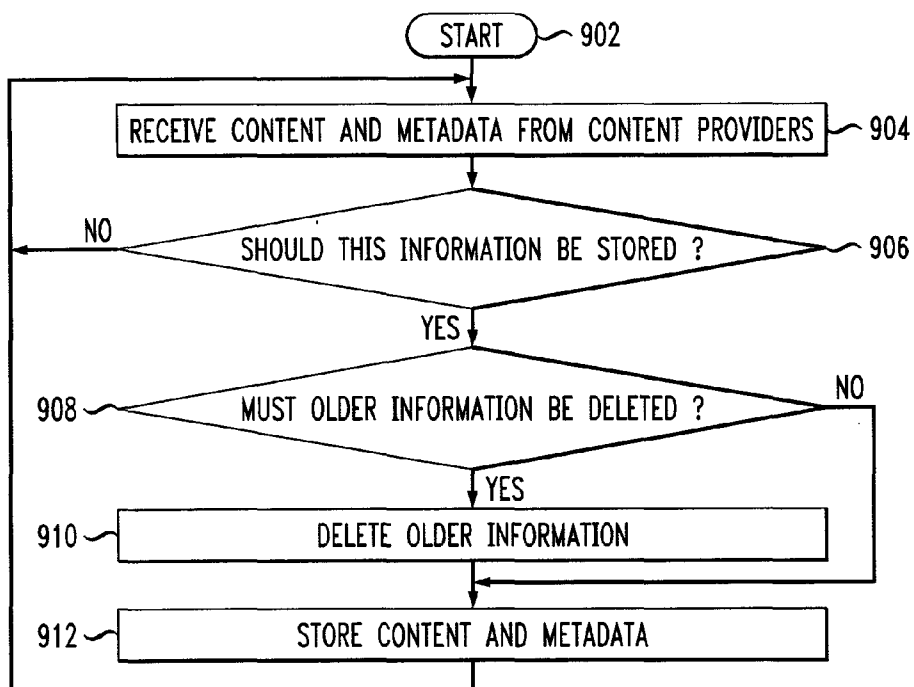 START 902
RECEIVE CONTENT AND METADATA FROM CONTENT PROVIDERS 904
NO
SHOULD THIS INFORMATION BE STORED ? 906
YES
908 MUST OLDER INFORMATION BE DELETED ? NO
YES
910 DELETE OLDER INFORMATION
912 STORE CONTENT AND METADATA